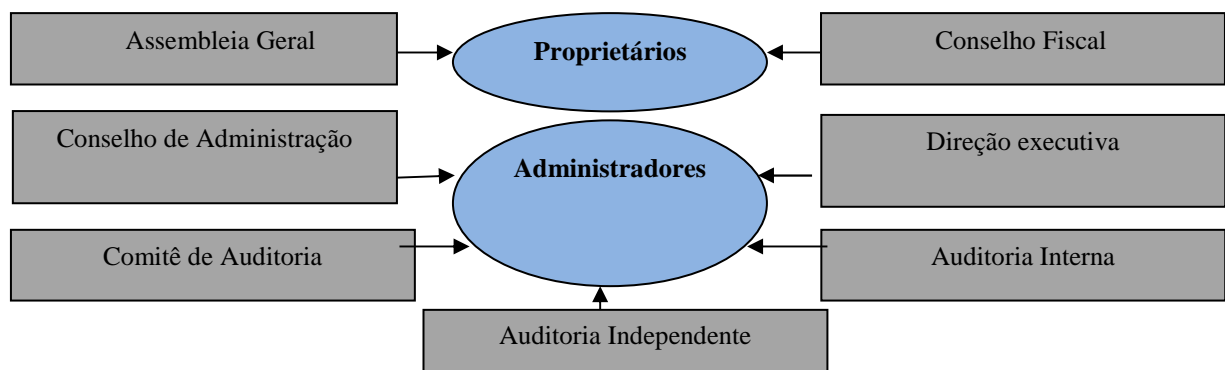 Assembleia Geral
Proprietários
Conselho Fiscal
Conselho de Administração
Administradores
Direção executiva
Comitê de Auditoria
Auditoria Interna
Auditoria Independente